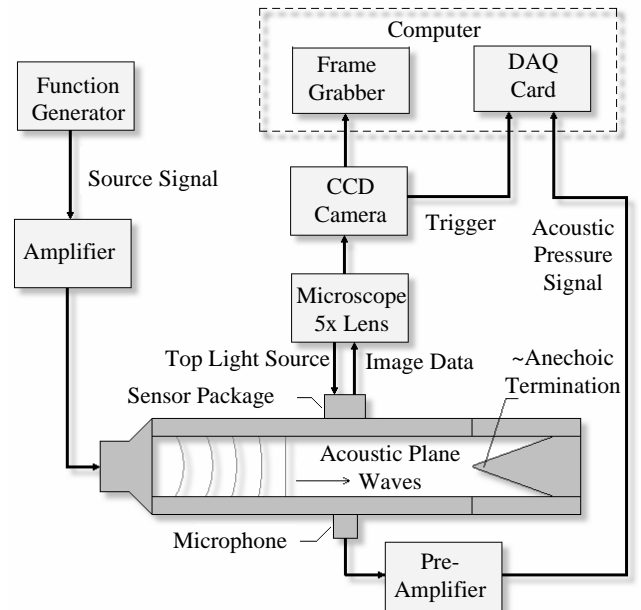 Computer
Function
Generator
Frame
Grabber
DAQ
Card
Source Signal
CCD
Camera
Trigger
Acoustic
Pressure
Signal
Amplifier
Microscope
5x Lens
Top Light Source
Image Data
~Anechoic
Termination
Sensor Package
Acoustic Plane
Waves
Microphone
Pre-
Amplifier